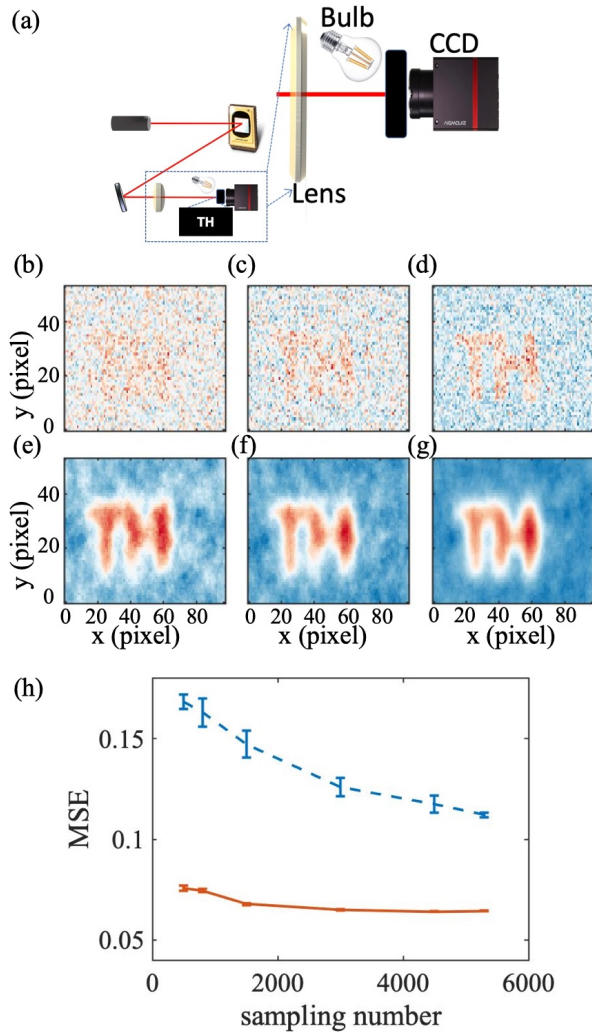 (a)
Bulb
CCD
Lens
TH
(b) (c) (d)
y (pixel)
40
20
0
(e) (f) (g)
y (pixel)
40
20
0
0 20 40 60 80 0 20 40 60 80 0 20 40 60 80
x (pixel) x (pixel) x (pixel)
(h)
MSE
0.15
0.1
0.05
0 2000 4000 6000
sampling number